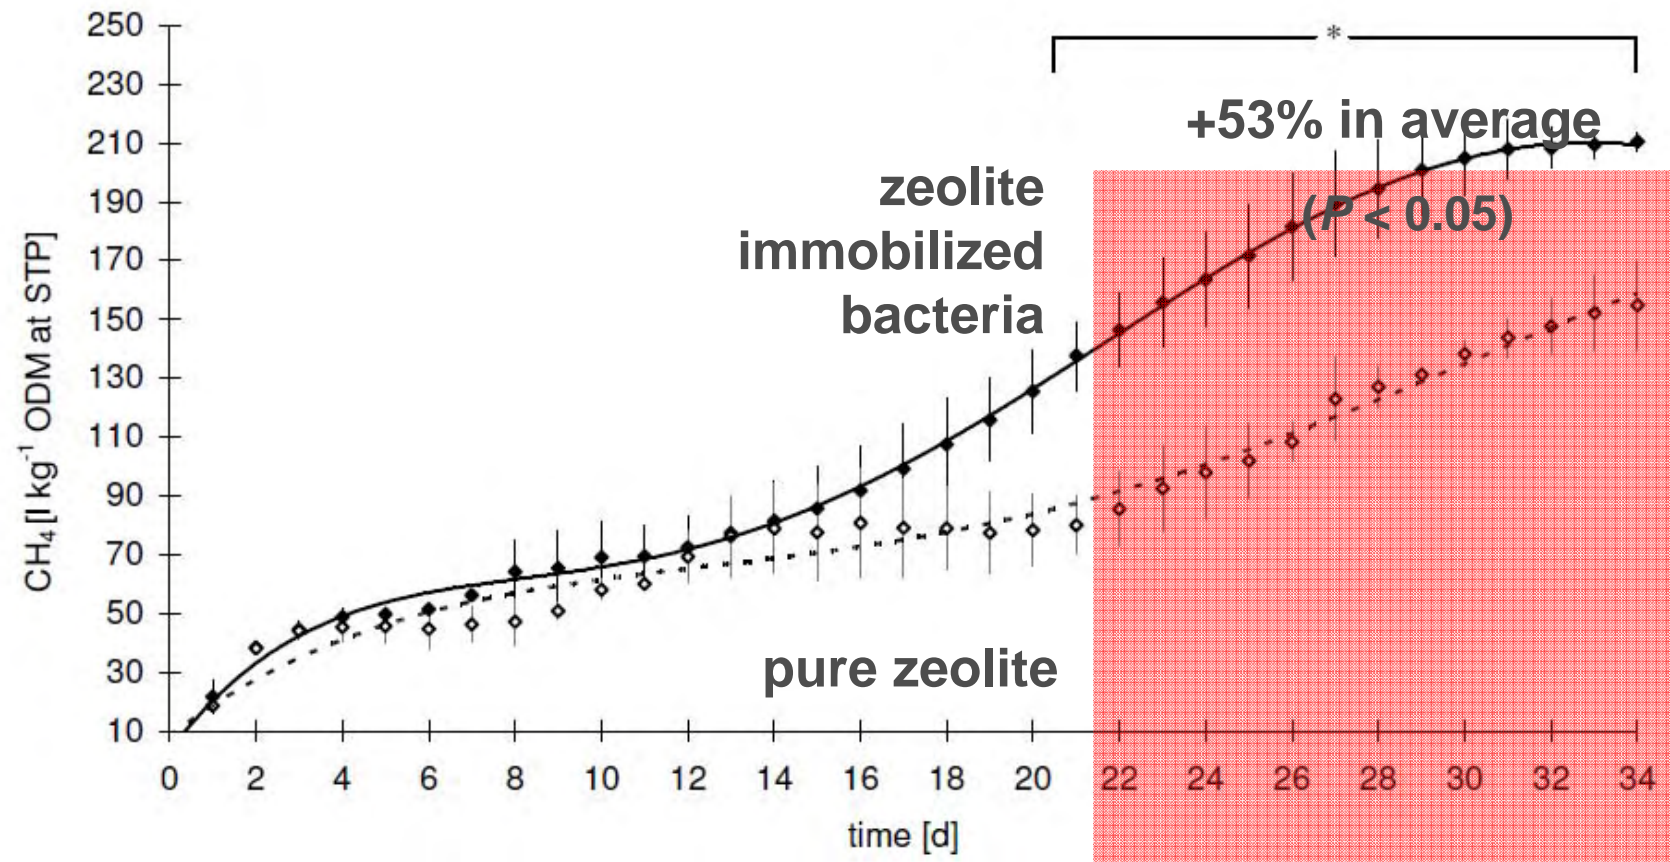 250
230
210
190
170
150
130
110
90
70
50
30
10
CH₄ [l kg⁻¹ ODM at STP]
*
+53% in average
(P < 0.05)
zeolite
immobilized
bacteria
pure zeolite
0 2 4 6 8 10 12 14 16 18 20 22 24 26 28 30 32 34
time [d]